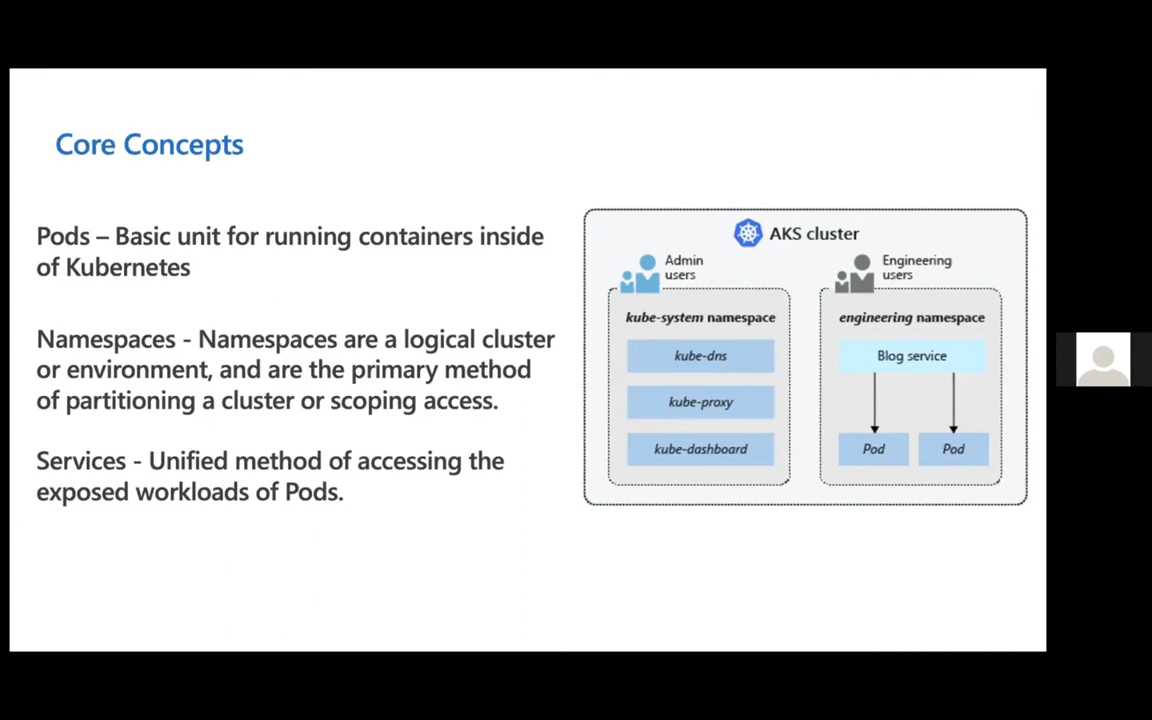 Core Concepts
Pods – Basic unit for running containers inside
of Kubernetes
Namespaces - Namespaces are a logical cluster
or environment, and are the primary method
of partitioning a cluster or scoping access.
Services - Unified method of accessing the
exposed workloads of Pods.
AKS cluster
Admin
users
kube-system namespace
kube-dns
kube-proxy
kube-dashboard
Engineering
users
engineering namespace
Blog service
Pod
Pod